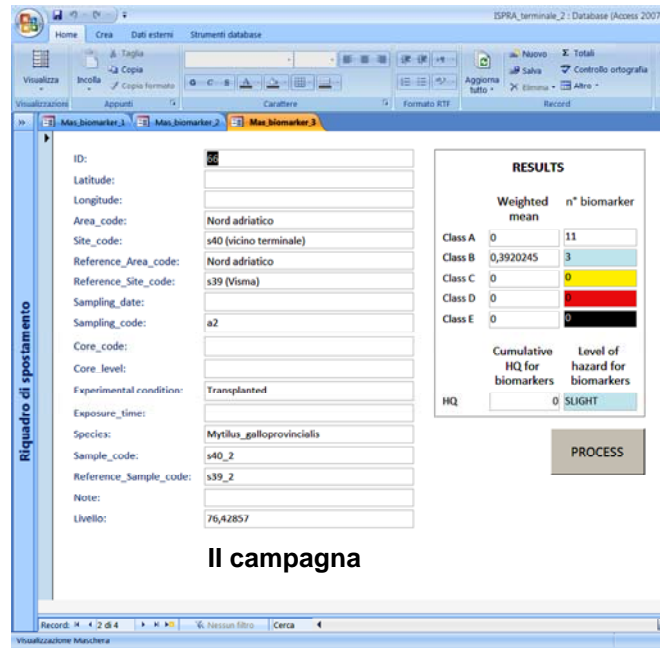 ISPRA_terminale_2 : Database (Access 2007
Home Crea Dati esterni Strumenti database
Visualizza
Incolla
Taglia
Copia
Copia formato
G C S A
Aggiorna tutto
Nuovo
Salva
Elimina
Σ Totali
Controllo ortografia
Altro
Visualizzazioni Appunti Carattere Formato RTF Record
Mas_biomarker_1 Mas_biomarker_2 Mas_biomarker_3
Riquadro di spostamento
ID: 66
Latitude:
Longitude:
Area_code: Nord adriatico
Site_code: s40 (vicino terminale)
Reference_Area_code: Nord adriatico
Reference_Site_code: s39 (Visma)
Sampling_date:
Sampling_code: a2
Core_code:
Core_level:
Experimental condition: Transplanted
Exposure_time:
Species: Mytilus_galloprovincialis
Sample_code: s40_2
Reference_Sample_code: s39_2
Note:
Livello: 76,42857
RESULTS
Weighted mean n° biomarker
Class A 0 11
Class B 0,3920245 3
Class C 0 0
Class D 0 0
Class E 0 0
Cumulative HQ for biomarkers
Level of hazard for biomarkers
HQ 0 SLIGHT
PROCESS
II campagna
Record: 2 di 4 Nessun filtro Cerca
Visualizzazione Maschera